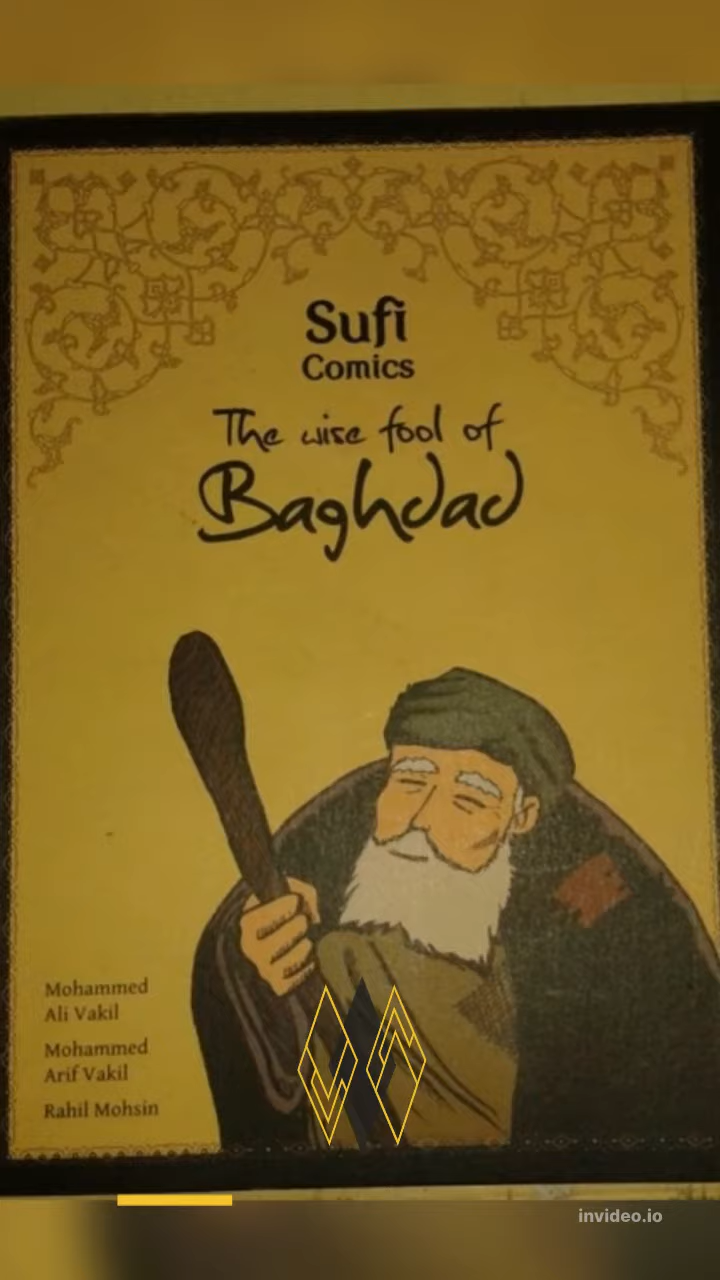 Sufi
Comics
The wise fool of
Baghdad
Mohammed
Ali Vakil
Mohammed
Arif Vakil
Rahil Mohsin
invideo.io